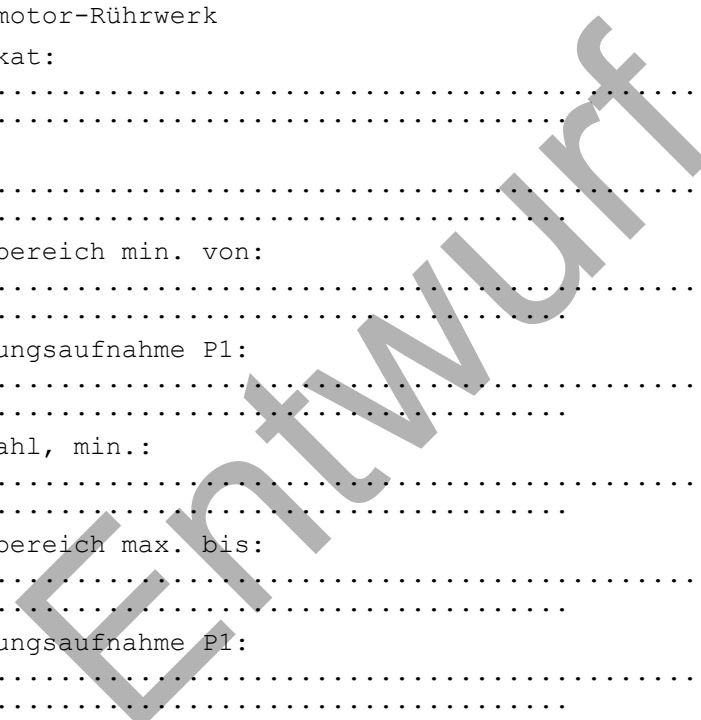 motor-Rührwerk
kat:
............................................
....................................
............................................
....................................
bereich min. von:
............................................
....................................
ungsaufnahme P1:
............................................
....................................
ahl, min.:
............................................
....................................
bereich max. bis:
............................................
....................................
ungsaufnahme P1:
............................................
....................................
Entwurf